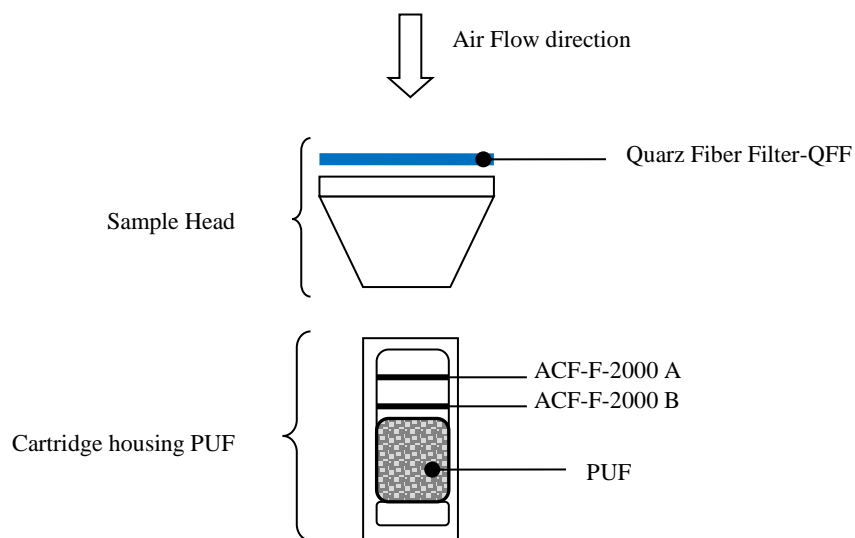 Air Flow direction
Quarz Fiber Filter-QFF
Sample Head
ACF-F-2000 A
ACF-F-2000 B
Cartridge housing PUF
PUF